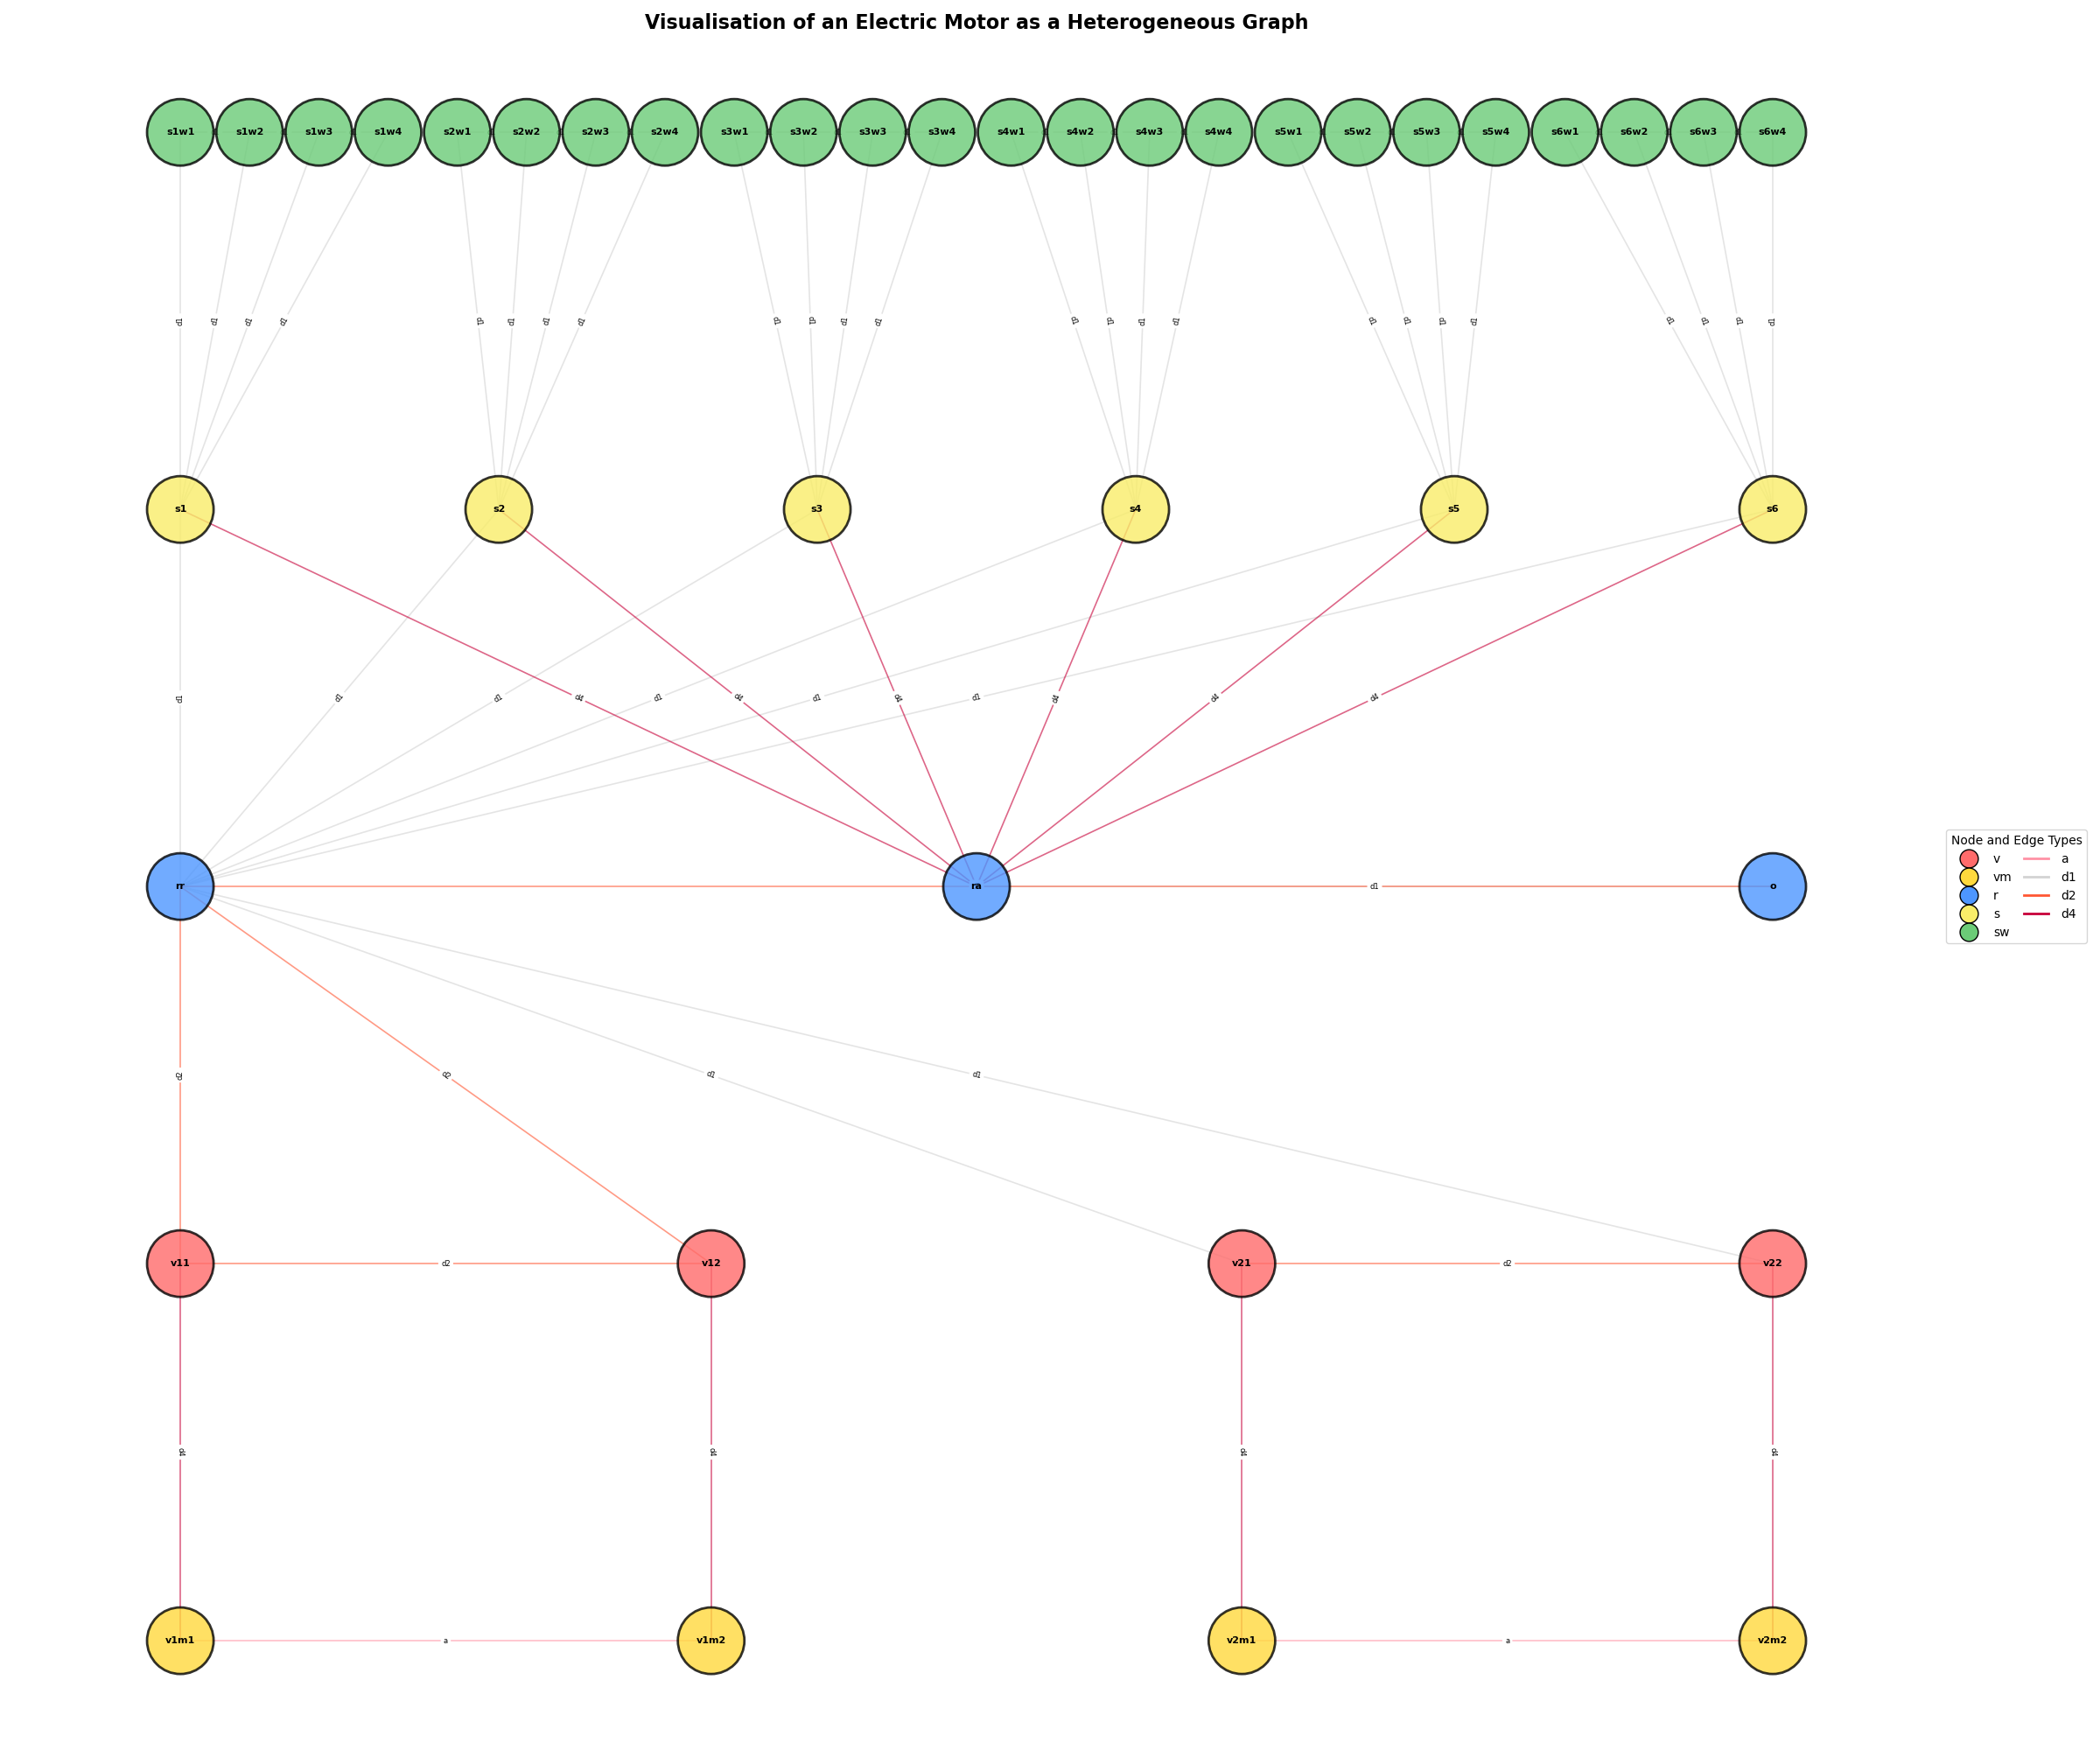 Visualisation of an Electric Motor as a Heterogeneous Graph
s1w1 s1w2 s1w3 s1w4 s2w1 s2w2 s2w3 s2w4 s3w1 s3w2 s3w3 s3w4 s4w1 s4w2 s4w3 s4w4 s5w1 s5w2 s5w3 s5w4 s6w1 s6w2 s6w3 s6w4
d1 d1 d1 d1 d1 d1 d1 d1 d1 d1 d1 d1 d1 d1 d1 d1 d1 d1 d1 d1 d1 d1 d1 d1
s1 s2 s3 s4 s5 s6
d1 d1 d1 d4 d1 d4 d1 d4 d1 d4 d4 d4
rr ra d1 o
Node and Edge Types
v a
vm d1
r d2
s d4
sw
d2 d2 d1 d1
v11 d2 v12 v21 d2 v22
d4 d4 d4 d4
v1m1 a v1m2 v2m1 a v2m2